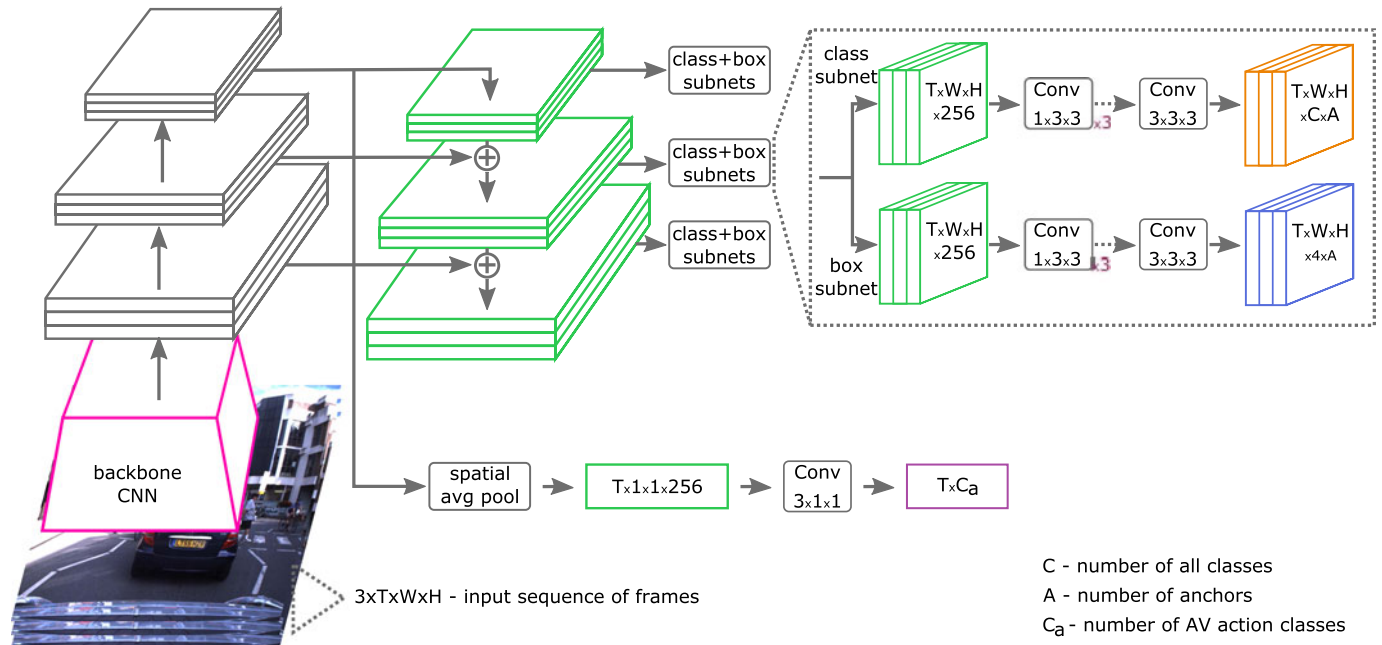 class+box
subnets
class+box
subnets
class+box
subnets
class
subnet
TxWxH
x256
Conv
1x3x3
x3
Conv
3x3x3
TxWxH
xCxA
box
subnet
TxWxH
x256
Conv
1x3x3
x3
Conv
3x3x3
TxWxH
x4xA
backbone
CNN
spatial
avg pool
Tx1x1x256
Conv
3x1x1
TxCa
3xTxWxH - input sequence of frames
C - number of all classes
A - number of anchors
Ca - number of AV action classes